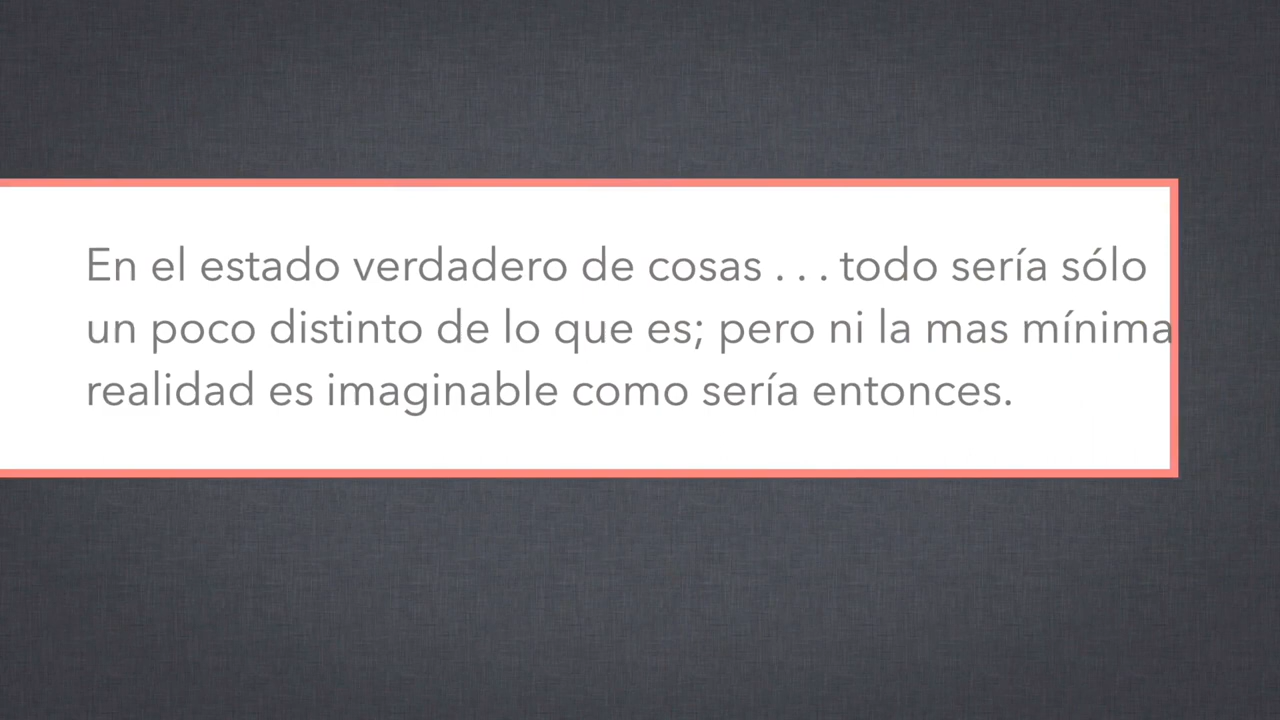 En el estado verdadero de cosas . . . todo sería sólo
un poco distinto de lo que es; pero ni la mas mínima
realidad es imaginable como sería entonces.